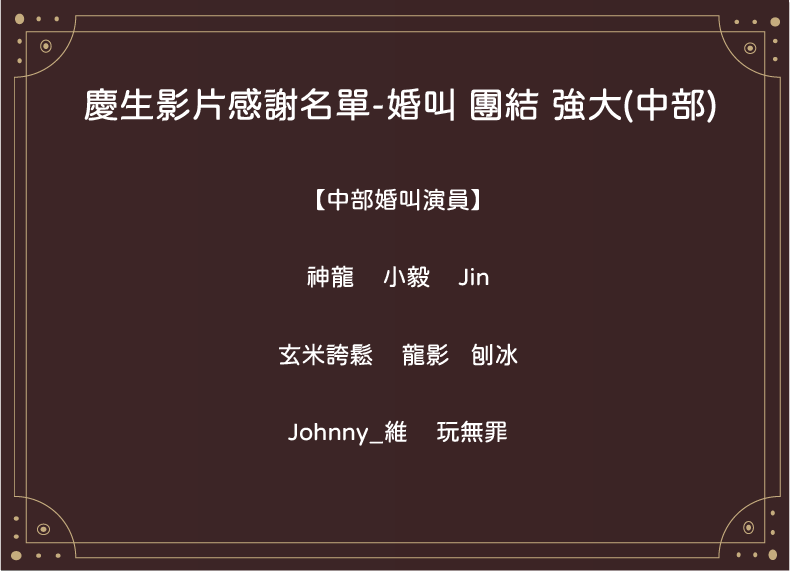 慶生影片感謝名單-婚叫 團結 強大(中部)
【中部婚叫演員】
神龍 小毅 Jin
玄米誇鬆 龍影 刨冰
Johnny_維 玩無罪